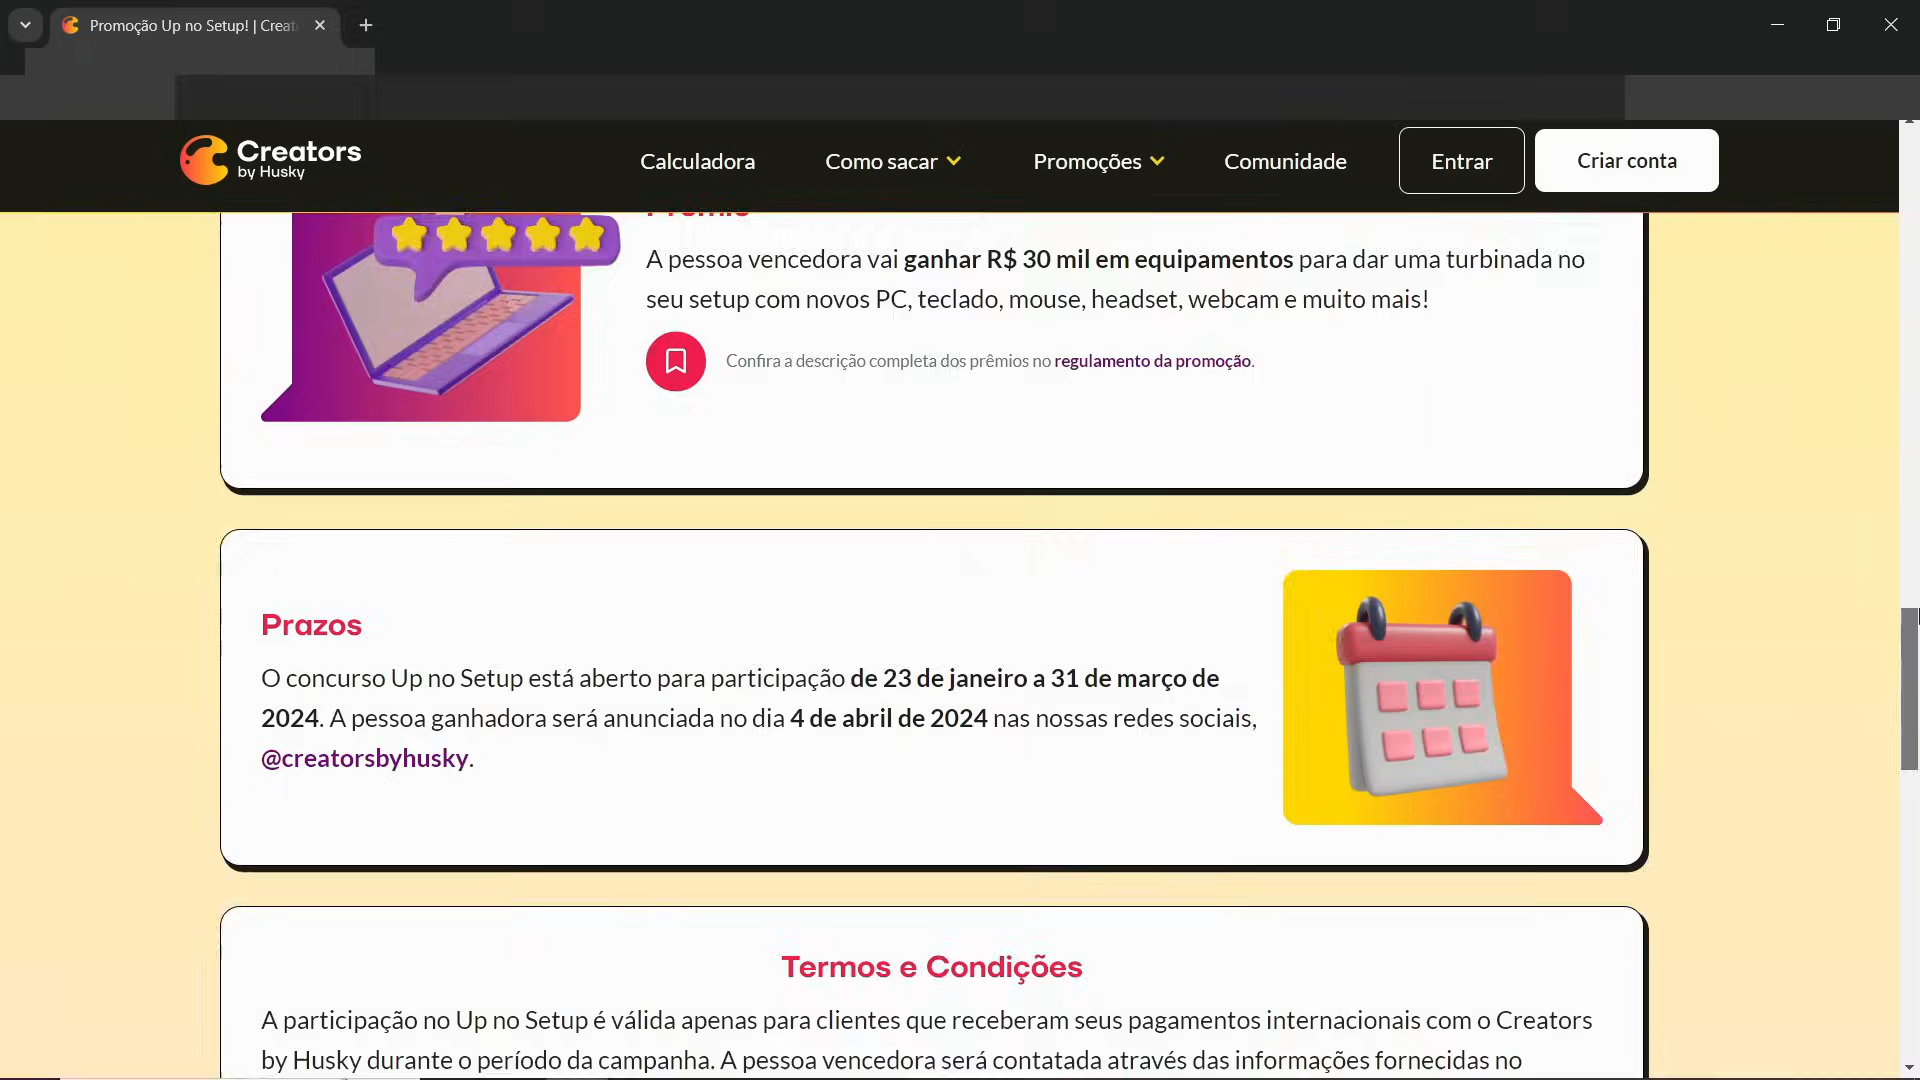 Promoção Up no Setup! | Creat
Creators
by Husky
Calculadora
Como sacar
Promoções
Comunidade
Entrar
Criar conta
A pessoa vencedora vai ganhar R$ 30 mil em equipamentos para dar uma turbinada no
seu setup com novos PC, teclado, mouse, headset, webcam e muito mais!
Confira a descrição completa dos prêmios no regulamento da promoção.
Prazos
O concurso Up no Setup está aberto para participação de 23 de janeiro a 31 de março de
2024. A pessoa ganhadora será anunciada no dia 4 de abril de 2024 nas nossas redes sociais,
@creatorsbyhusky.
Termos e Condições
A participação no Up no Setup é válida apenas para clientes que receberam seus pagamentos internacionais com o Creators
by Husky durante o período da campanha. A pessoa vencedora será contatada através das informações fornecidas no